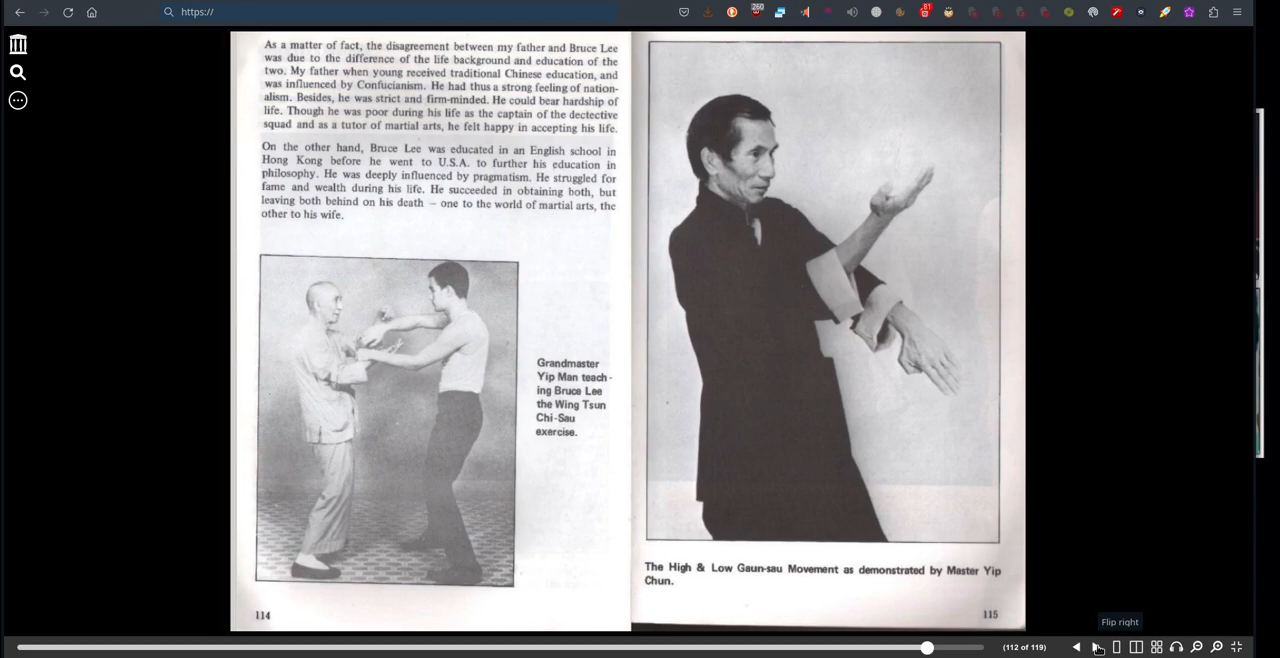 https://
260
81
As a matter of fact, the disagreement between my father and Bruce Lee
was due to the difference of the life background and education of the
two. My father when young received traditional Chinese education, and
was influenced by Confucianism. He had thus a strong feeling of nation-
alism. Besides, he was strict and firm-minded. He could bear hardship of
life. Though he was poor during his life as the captain of the dectective
squad and as a tutor of martial arts, he felt happy in accepting his life.
On the other hand, Bruce Lee was educated in an English school in
Hong Kong before he went to U.S.A. to further his education in
philosophy. He was deeply influenced by pragmatism. He struggled for
fame and wealth during his life. He succeeded in obtaining both, but
leaving both behind on his death — one to the world of martial arts, the
other to his wife.
Grandmaster
Yip Man teach-
ing Bruce Lee
the Wing Tsun
Chi-Sau
exercise.
114
The High & Low Gaun-sau Movement as demonstrated by Master Yip
Chun.
115
Flip right
(112 of 119)